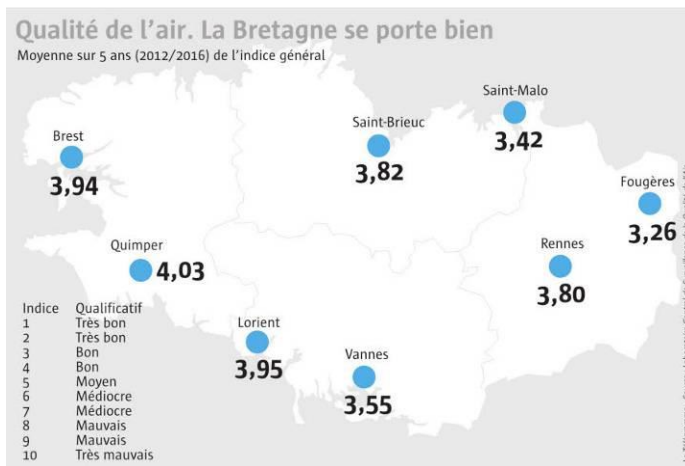 Qualité de l’air. La Bretagne se porte bien
Moyenne sur 5 ans (2012/2016) de l’indice général
Saint-Malo
3,42
Saint-Brieuc
3,82
Brest
3,94
Fougères
3,26
Quimper
4,03
Rennes
3,80
Lorient
3,95
Vannes
3,55
Indice Qualificatif
1 Très bon
2 Très bon
3 Bon
4 Bon
5 Moyen
6 Médiocre
7 Médiocre
8 Mauvais
9 Mauvais
10 Très mauvais